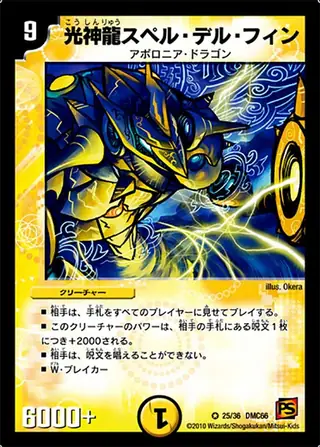 9
こうしんりゅう
光神龍スペル・デル・フィン
アポロニア・ドラゴン
illus. Okera
クリーチャー
■ 相手は、手札をすべてのプレイヤーに見せてプレイする。
■ このクリーチャーのパワーは、相手の手札にある呪文1枚
につき+2000される。
■ 相手は、呪文を唱えることができない。
■ W・ブレイカー
6000+
1
25/36 DMC66
©2010 Wizards/Shogakukan/Mitsui-Kids
PS